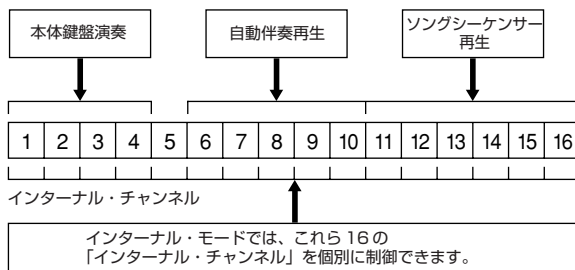 本体鍵盤演奏
自動伴奏再生
ソングシーケンサー
再生
1 2 3 4 5 6 7 8 9 10 11 12 13 14 15 16
インターナル・チャンネル
インターナル・モードでは、これら 16 の
「インターナル・チャンネル」を個別に制御できます。